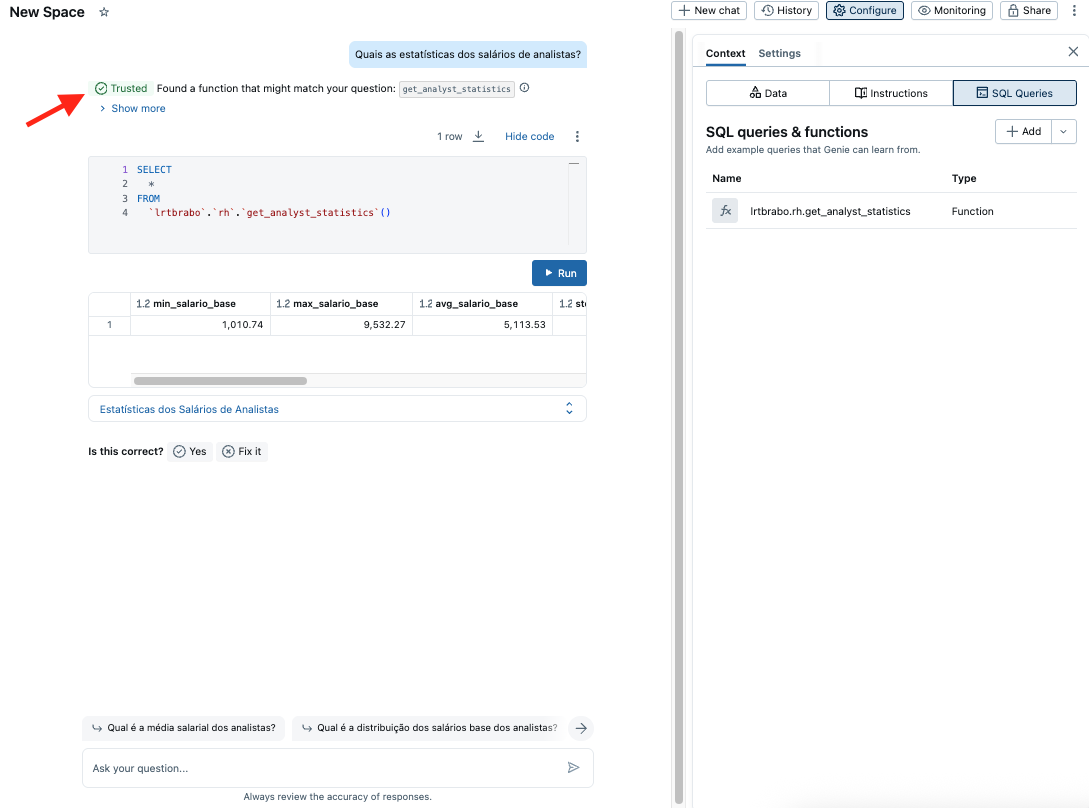 New Space
New chat
History
Configure
Monitoring
Share
Quais as estatísticas dos salários de analistas?
Trusted Found a function that might match your question: get_analyst_statistics
Show more
1 row
Hide code
1 SELECT
2 *
3 FROM
4 `lrtbrabo`.`rh`.`get_analyst_statistics`()
Run
1.2 min_salario_base 1.2 max_salario_base 1.2 avg_salario_base 1.2
1 1,010.74 9,532.27 5,113.53
Estatísticas dos Salários de Analistas
Is this correct? Yes Fix it
Qual é a média salarial dos analistas?
Qual é a distribuição dos salários base dos analistas?
Ask your question...
Always review the accuracy of responses.
Context Settings
Data Instructions SQL Queries
SQL queries & functions
Add
Add example queries that Genie can learn from.
Name Type
fx lrtbrabo.rh.get_analyst_statistics Function